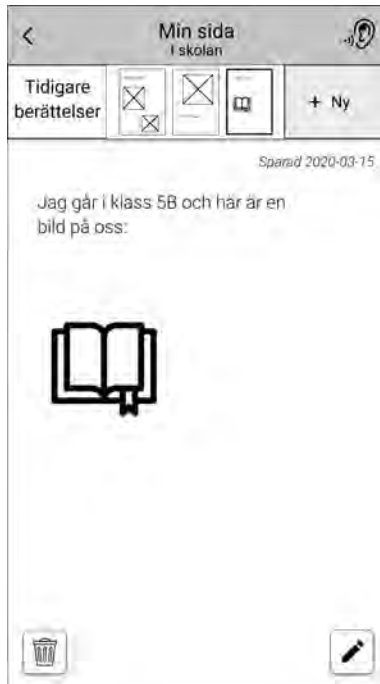 Min sida
I skolan
Tidigare
berättelser
+ Ny
Sparad 2020-03-15
Jag går i klass 5B och här är en
bild på oss: